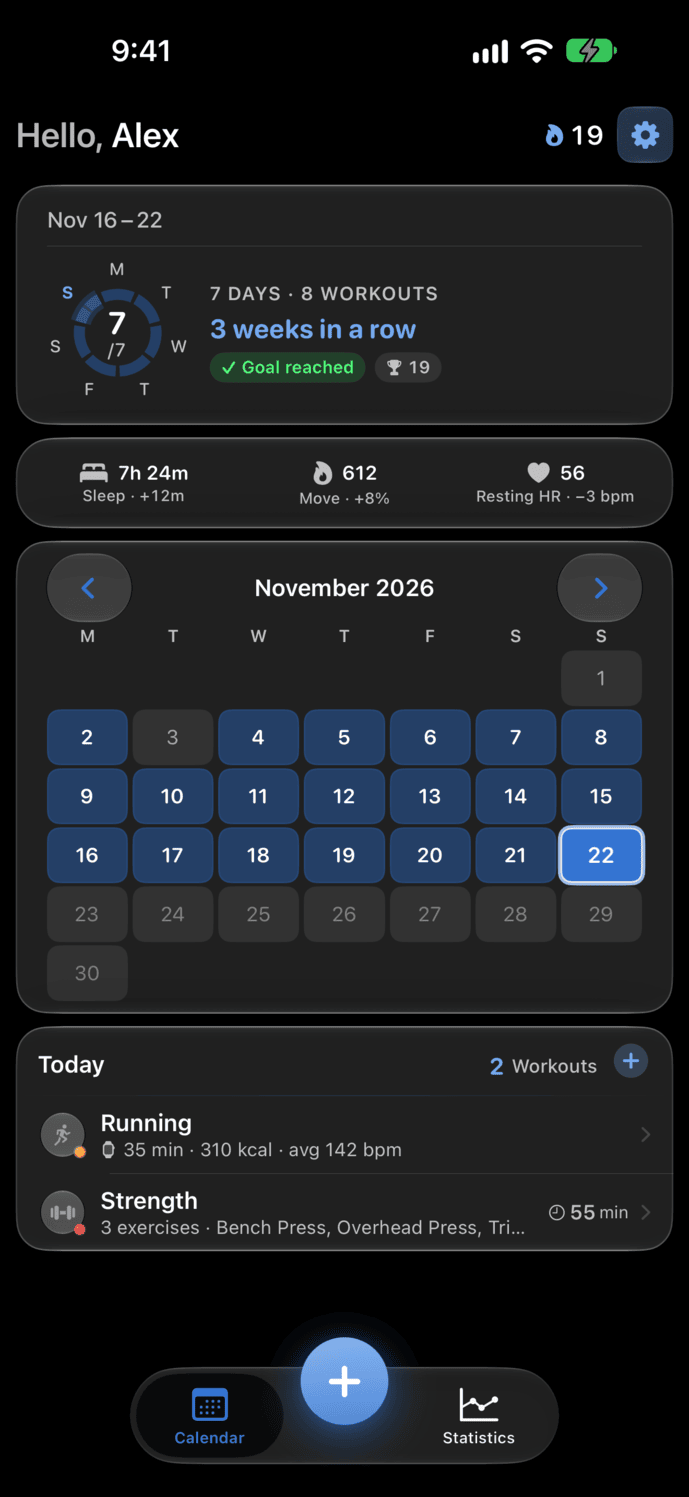 9:41
Hello, Alex
19
Nov 16–22
M
S T
7
/7
S W
F T
7 DAYS · 8 WORKOUTS
3 weeks in a row
✓ Goal reached 19
7h 24m
Sleep · +12m
612
Move · +8%
56
Resting HR · −3 bpm
November 2026
M T W T F S S
1
2 3 4 5 6 7 8
9 10 11 12 13 14 15
16 17 18 19 20 21 22
23 24 25 26 27 28 29
30
Today 2 Workouts
Running
35 min · 310 kcal · avg 142 bpm
Strength
3 exercises · Bench Press, Overhead Press, Tri...
55 min
Calendar
Statistics